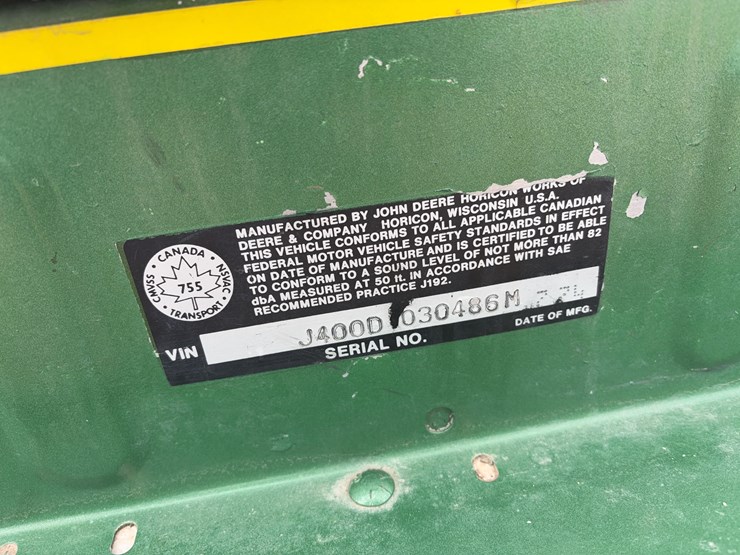 MANUFACTURED BY JOHN DEERE HORICON WORKS OF
DEERE & COMPANY HORICON, WISCONSIN U.S.A.
THIS VEHICLE CONFORMS TO ALL APPLICABLE CANADIAN
FEDERAL MOTOR VEHICLE SAFETY STANDARDS IN EFFECT
ON DATE OF MANUFACTURE AND IS CERTIFIED TO BE ABLE
TO CONFORM TO A SOUND LEVEL OF NOT MORE THAN 82
dbA MEASURED AT 50 ft. IN ACCORDANCE WITH SAE
RECOMMENDED PRACTICE J192.
CANADA
CMVSS
755
NSVAC
TRANSPORT
VIN
J400D 030486M
SERIAL NO.
DATE OF MFG.